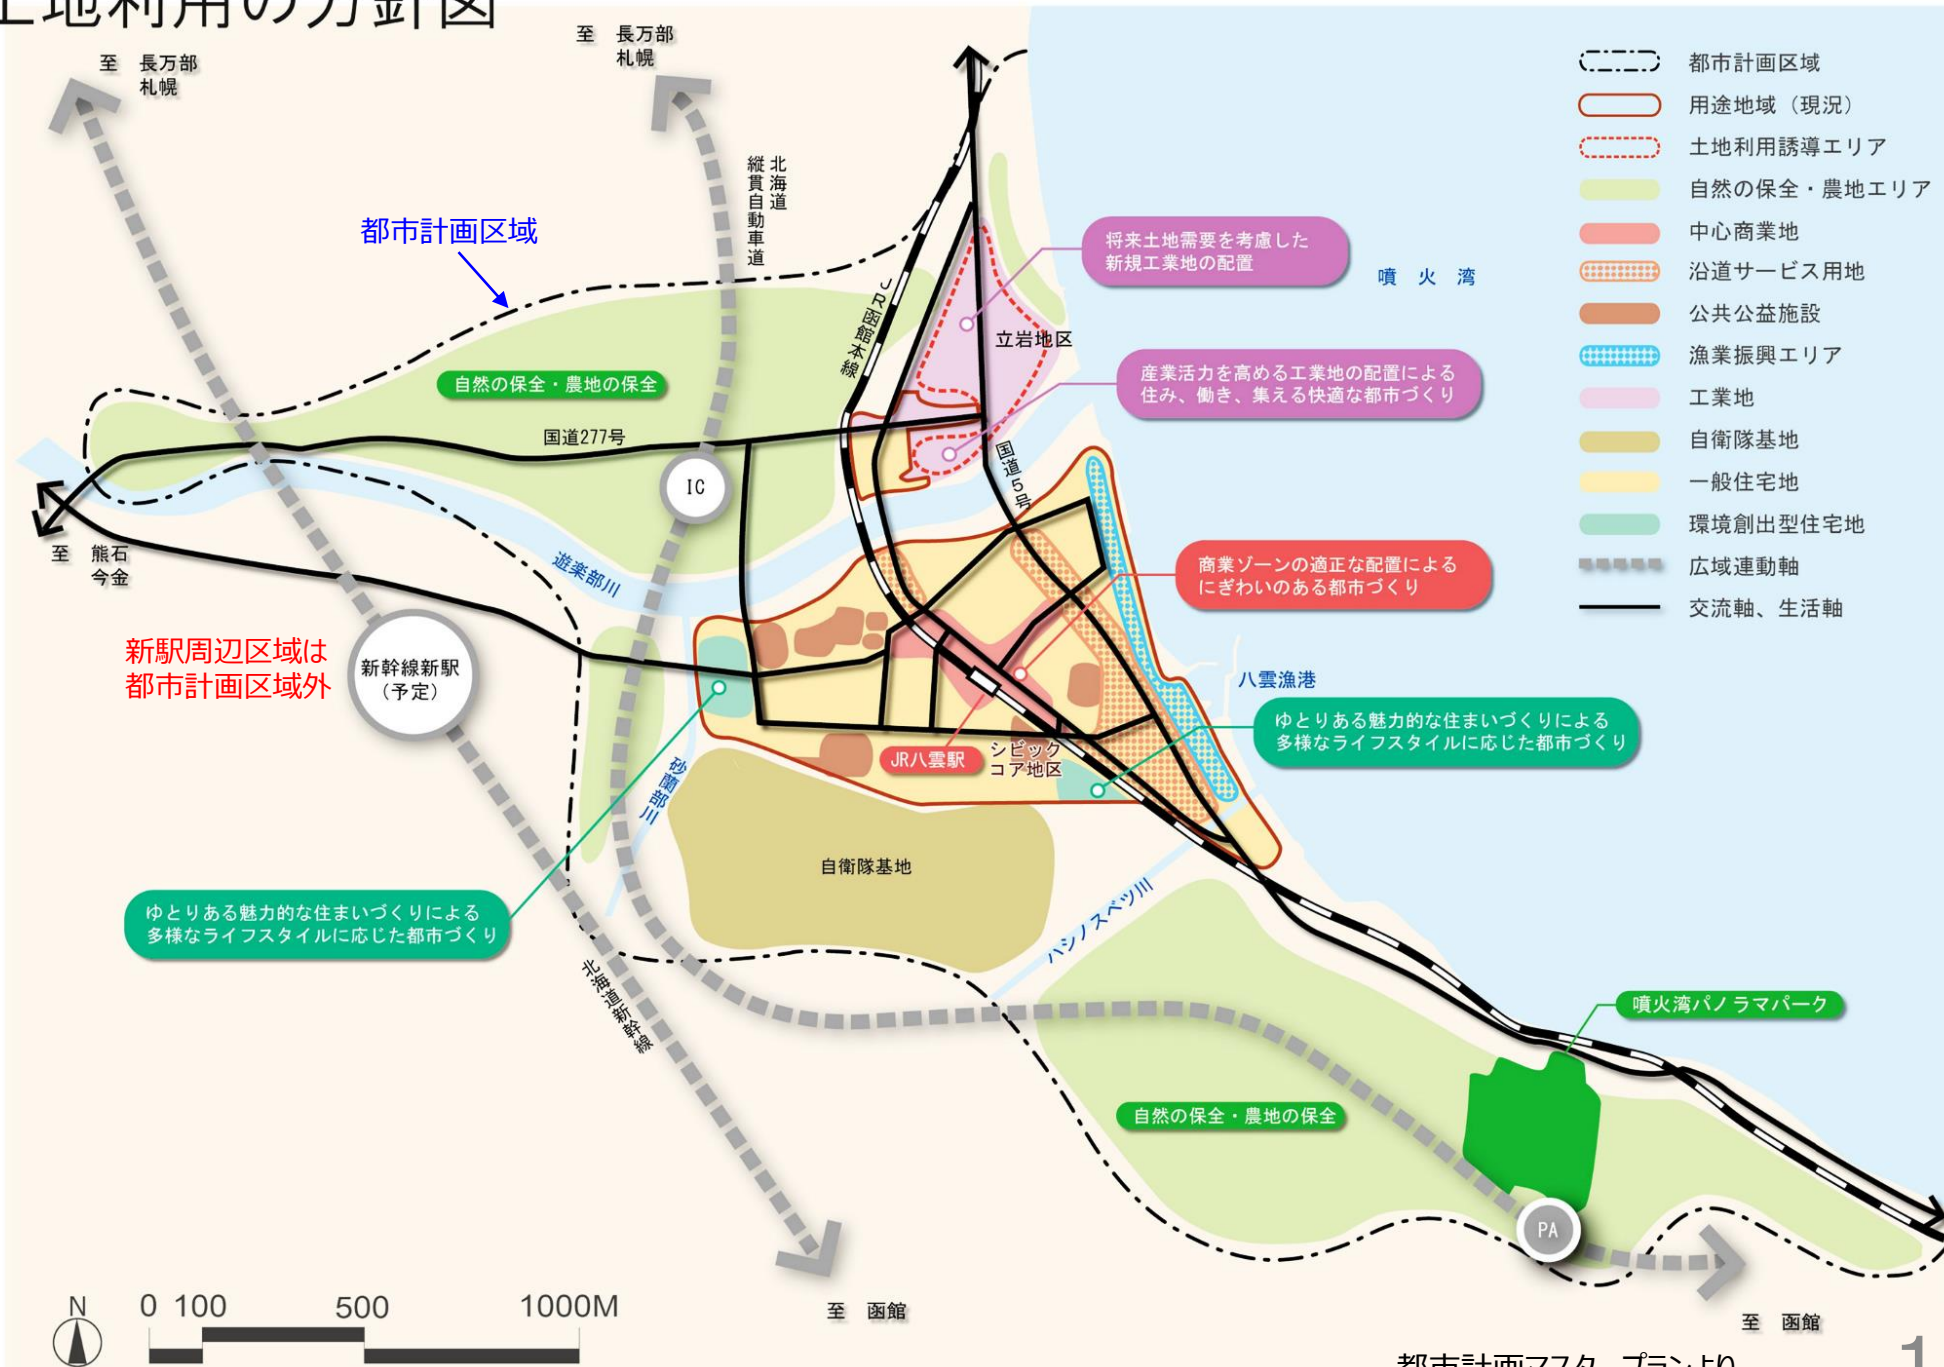 土地利用の方針図
至 長万部
札幌
至 長万部
札幌
北海道
縦貫自動車道
都市計画区域
JR函館本線
都市計画区域
用途地域（現況）
土地利用誘導エリア
自然の保全・農地エリア
中心商業地
沿道サービス用地
公共公益施設
漁業振興エリア
工業地
自衛隊基地
一般住宅地
環境創出型住宅地
広域連動軸
交流軸、生活軸
将来土地需要を考慮した
新規工業地の配置
噴火湾
立岩地区
産業活力を高める工業地の配置による
住み、働き、集える快適な都市づくり
自然の保全・農地の保全
国道277号
国道5号
IC
至 熊石
今金
遊楽部川
商業ゾーンの適正な配置による
にぎわいのある都市づくり
新駅周辺区域は
都市計画区域外
新幹線新駅
（予定）
八雲漁港
ゆとりある魅力的な住まいづくりによる
多様なライフスタイルに応じた都市づくり
JR八雲駅
シビック
コア地区
砂蘭部川
自衛隊基地
ゆとりある魅力的な住まいづくりによる
多様なライフスタイルに応じた都市づくり
ハシノスベツ川
北海道新幹線
噴火湾パノラマパーク
自然の保全・農地の保全
PA
N
0 100 500 1000M
至 函館
至 函館
都市計画マスタープランより
1